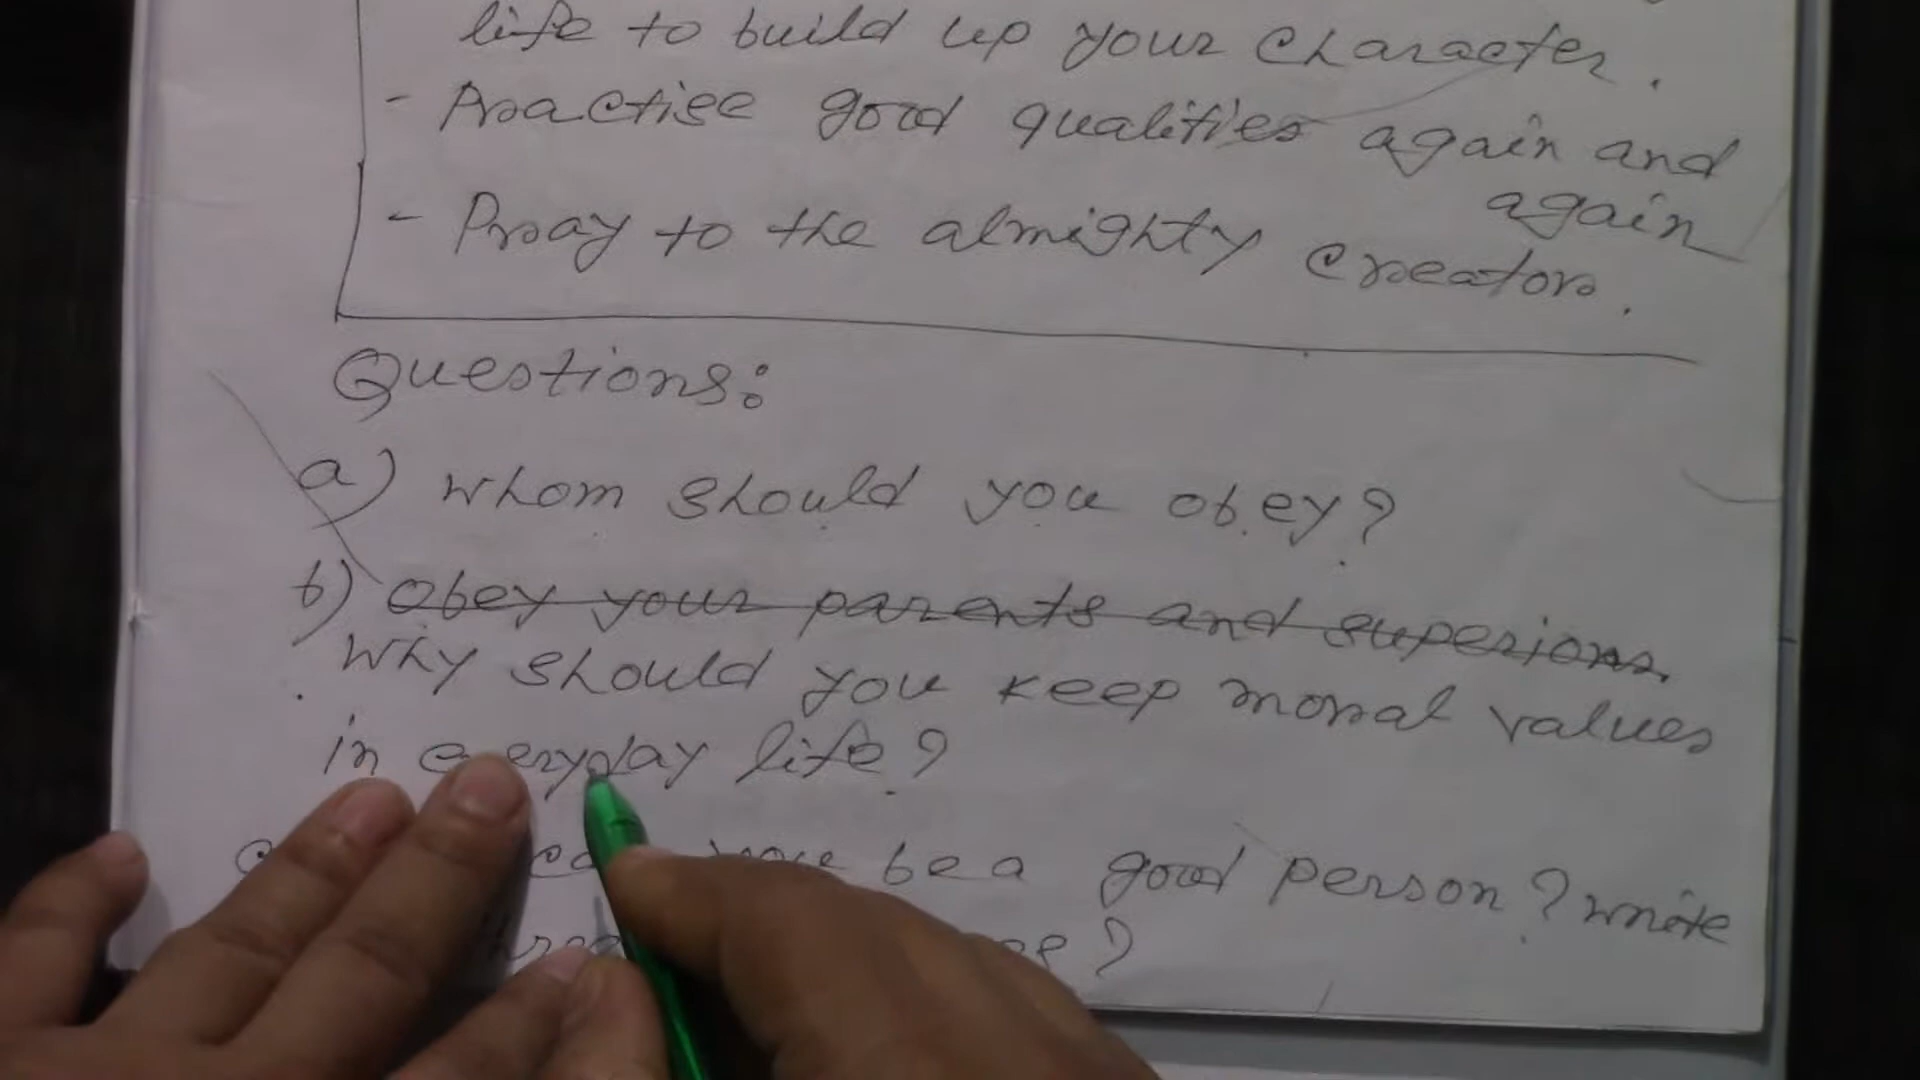 life to build up your character.
- Practise good qualities again and
again
- Pray to the almighty creator.
Questions:
a) Whom should you obey?
b) Obey your parents and superiors.
Why should you keep moral values
in everyday life?
be a good person? write